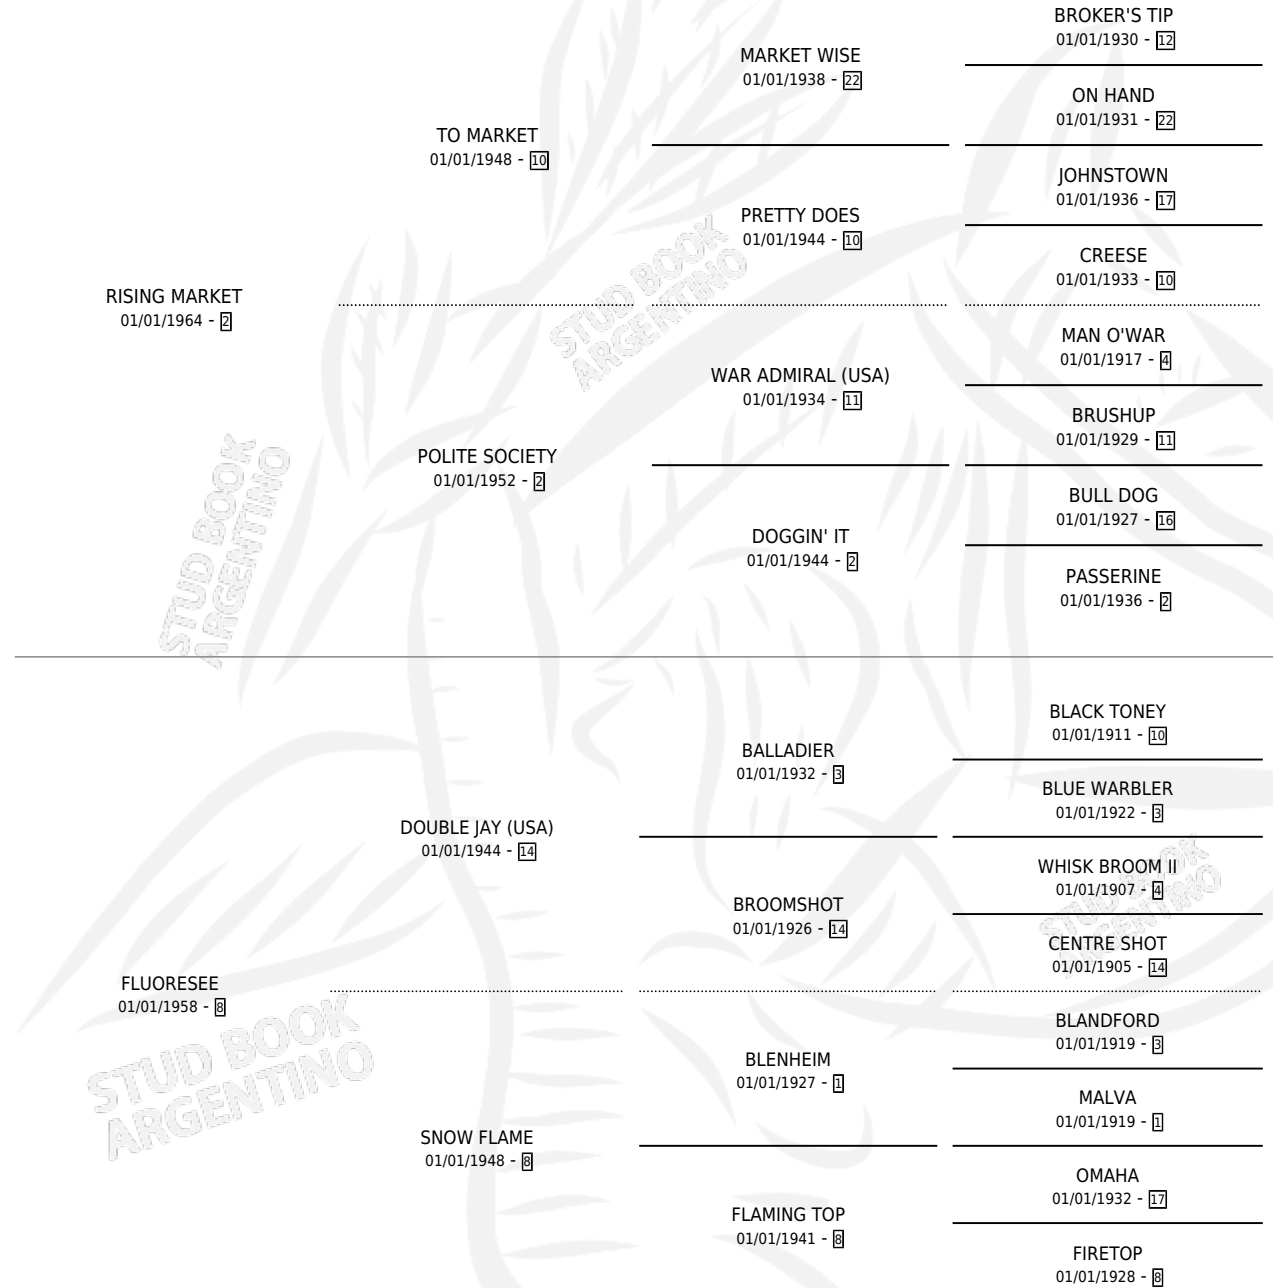 BROKER'S TIP
01/01/1930 - 12
MARKET WISE
01/01/1938 - 22
ON HAND
01/01/1931 - 22
TO MARKET
01/01/1948 - 10
JOHNSTOWN
01/01/1936 - 17
PRETTY DOES
01/01/1944 - 10
CREESE
01/01/1933 - 10
RISING MARKET
01/01/1964 - 2
MAN O'WAR
01/01/1917 - 4
WAR ADMIRAL (USA)
01/01/1934 - 11
BRUSHUP
01/01/1929 - 11
POLITE SOCIETY
01/01/1952 - 2
BULL DOG
01/01/1927 - 16
DOGGIN' IT
01/01/1944 - 2
PASSERINE
01/01/1936 - 2
STUD BOOK
ARGENTINO
STUD BOOK
ARGENTINO
BLACK TONEY
01/01/1911 - 10
BALLADIER
01/01/1932 - 3
BLUE WARBLER
01/01/1922 - 3
DOUBLE JAY (USA)
01/01/1944 - 14
WHISK BROOM II
01/01/1907 - 4
BROOMSHOT
01/01/1926 - 14
CENTRE SHOT
01/01/1905 - 14
STUD BOOK
ARGENTINO
FLUORESEE
01/01/1958 - 8
BLANDFORD
01/01/1919 - 3
BLENHEIM
01/01/1927 - 1
MALVA
01/01/1919 - 1
STUD BOOK
ARGENTINO
SNOW FLAME
01/01/1948 - 8
OMAHA
01/01/1932 - 17
FLAMING TOP
01/01/1941 - 8
FIRETOP
01/01/1928 - 8